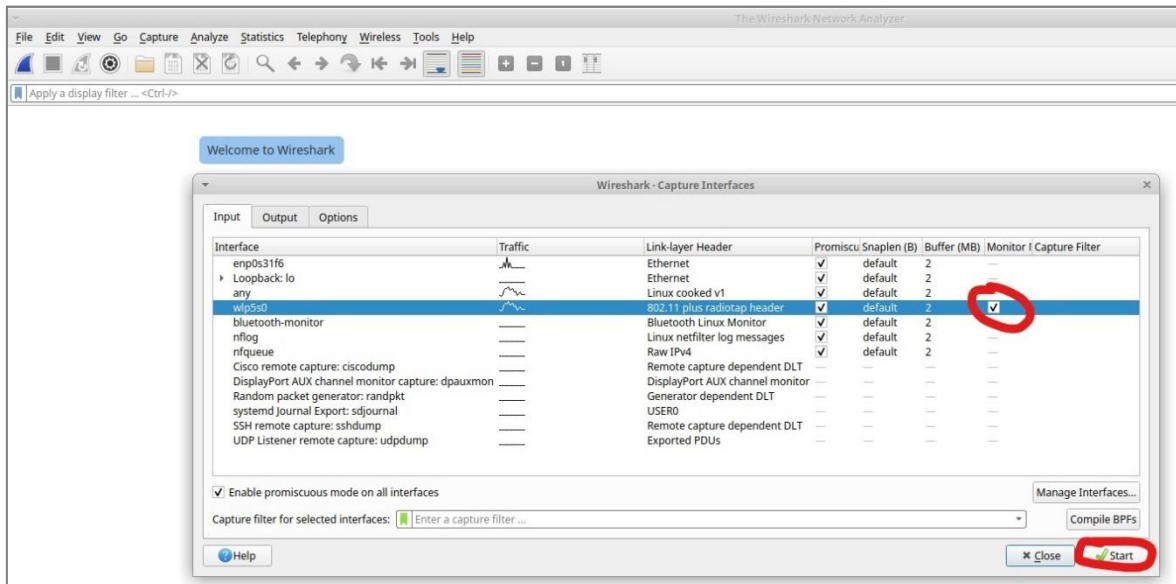 The Wireshark Network Analyzer
File Edit View Go Capture Analyze Statistics Telephony Wireless Tools Help
Apply a display filter ... <Ctrl-/>
Welcome to Wireshark
Wireshark · Capture Interfaces
Input Output Options
Interface Traffic Link-layer Header Promiscu Snaplen (B) Buffer (MB) Monitor Capture Filter
enp0s31f6 Ethernet default 2 —
Loopback: lo Ethernet default 2 —
any Linux cooked v1 default 2 —
wlp5s0 802.11 plus radiotap header default 2
bluetooth-monitor Bluetooth Linux Monitor default 2 —
nflog Linux netfilter log messages default 2 —
nfqueue Raw IPv4 default 2 —
Cisco remote capture: ciscodump Remote capture dependent DLT — — — —
DisplayPort AUX channel monitor capture: dpauxmon DisplayPort AUX channel monitor — — — —
Random packet generator: randpkt Generator dependent DLT — — — —
systemd Journal Export: sdjournal USER0 — — — —
SSH remote capture: sshdump Remote capture dependent DLT — — — —
UDP Listener remote capture: udpdump Exported PDUs — — — —
Enable promiscuous mode on all interfaces
Manage Interfaces...
Capture filter for selected interfaces: Enter a capture filter ... Compile BPFs
Help Close Start